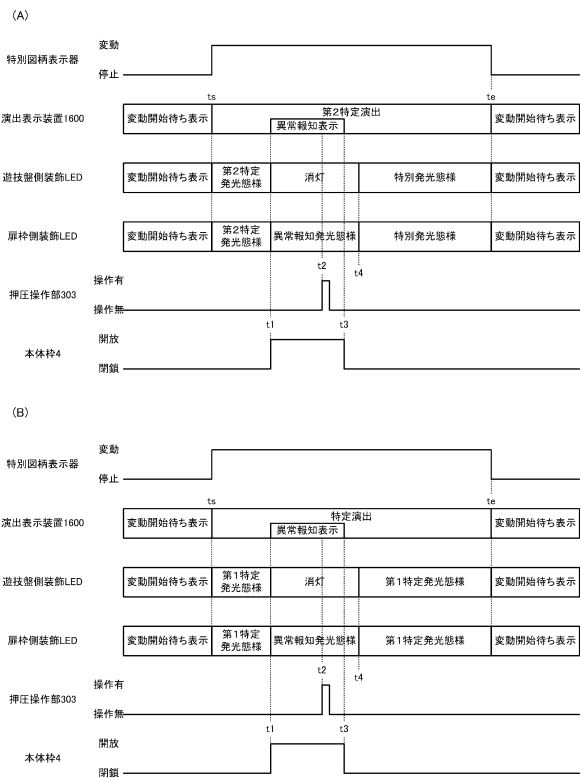 (A)
特別図柄表示器
変動
停止
ts
te
演出表示装置1600
変動開始待ち表示
第2特定演出
異常報知表示
変動開始待ち表示
遊技盤側装飾LED
変動開始待ち表示
第2特定
発光態様
消灯
特別発光態様
変動開始待ち表示
扉枠側装飾LED
変動開始待ち表示
第2特定
発光態様
異常報知発光態様
特別発光態様
変動開始待ち表示
t2
t4
押圧操作部303
操作有
操作無
t1
t3
本体枠4
開放
閉鎖
(B)
特別図柄表示器
変動
停止
ts
te
演出表示装置1600
変動開始待ち表示
特定演出
異常報知表示
変動開始待ち表示
遊技盤側装飾LED
変動開始待ち表示
第1特定
発光態様
消灯
第1特定発光態様
変動開始待ち表示
扉枠側装飾LED
変動開始待ち表示
第1特定
発光態様
異常報知発光態様
第1特定発光態様
変動開始待ち表示
t2
t4
押圧操作部303
操作有
操作無
t1
t3
本体枠4
開放
閉鎖